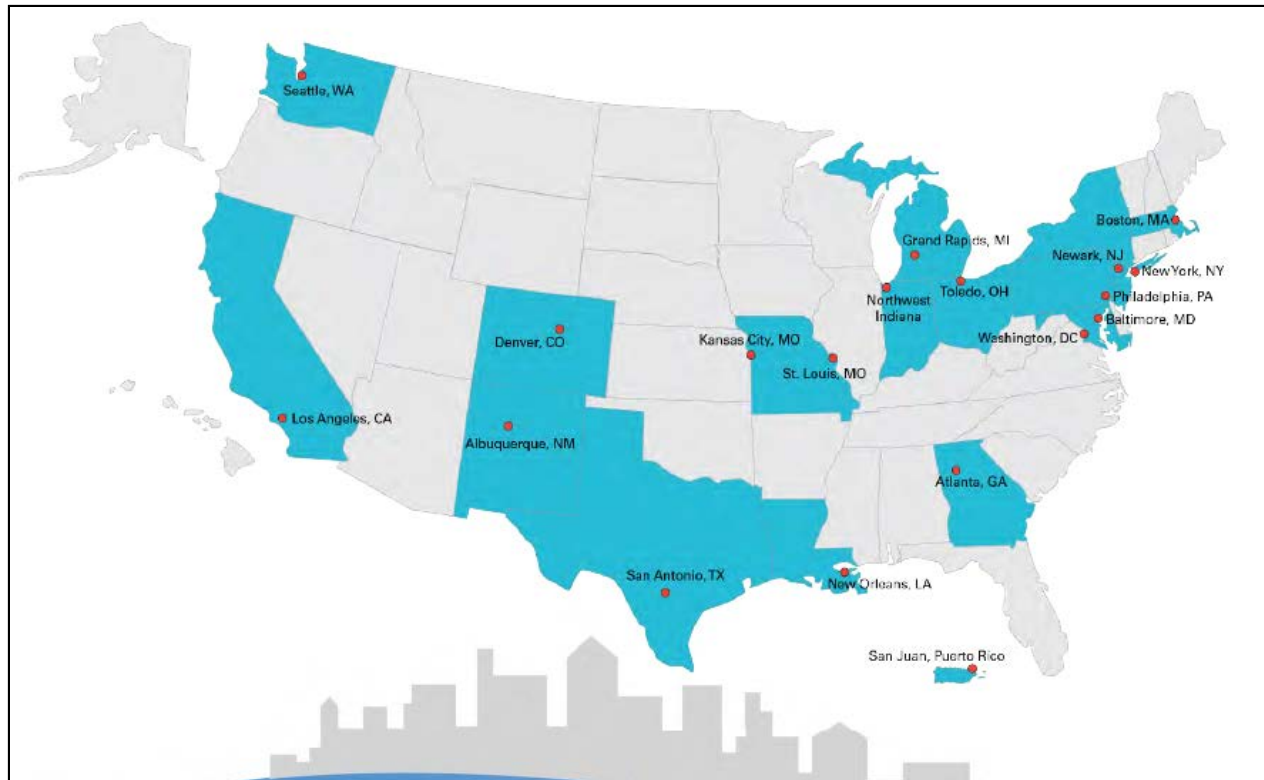 Seattle, WA
Boston, MA
Grand Rapids, MI
Newark, NJ
New York, NY
Toledo, OH
Northwest
Indiana
Philadelphia, PA
Baltimore, MD
Washington, DC
Kansas City, MO
Denver, CO
St. Louis, MO
Los Angeles, CA
Albuquerque, NM
Atlanta, GA
San Antonio, TX
New Orleans, LA
San Juan, Puerto Rico